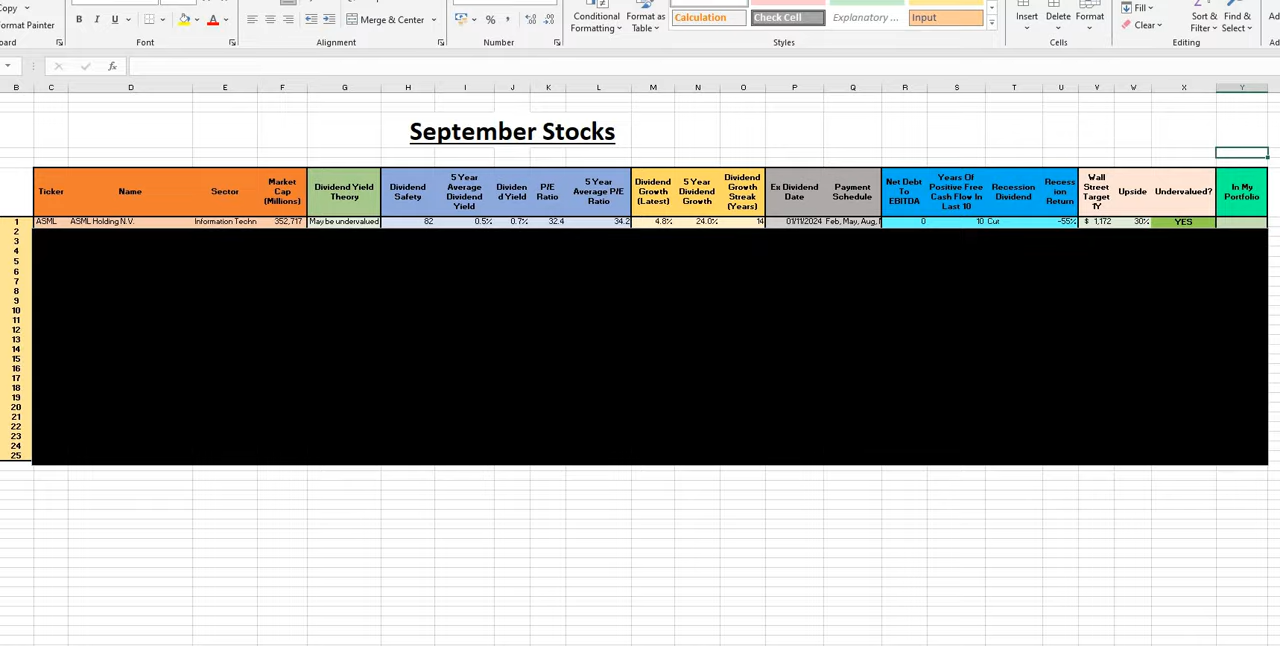 Copy
Format Painter
board
B I U
A
Font
Merge & Center
Alignment
%
Number
Conditional
Formatting
Format as
Table
Calculation
Check Cell
Explanatory ...
Input
Styles
Insert
Delete
Format
Cells
Fill
Clear
Sort &
Filter
Find &
Select
Editing
fx
B C D E F G H I J K L M N O P Q R S T U V W X Y
September Stocks
Ticker
Name
Sector
Market
Cap
(Millions)
Dividend Yield
Theory
Dividend
Safety
5 Year
Average
Dividend
Yield
Dividen
d Yield
P/E
Ratio
5 Year
Average P/E
Ratio
Dividend
Growth
(Latest)
5 Year
Dividend
Growth
Dividend
Growth
Streak
(Years)
Ex Dividend
Date
Payment
Schedule
Net Debt
To
EBITDA
Years Of
Positive Free
Cash Flow In
Last 10
Recession
Dividend
Recess
ion
Return
Wall
Street
Target
1Y
Upside
Undervalued?
In My
Portfolio
1 ASML ASML Holding N.V. Information Techn 352,717 May be undervalued 82 0.5% 0.7% 32.4 34.2 4.8% 24.0% 14 01/11/2024 Feb, May, Aug, 0 10 Cut -55% $ 1,172 30% YES
2
3
4
5
6
7
8
9
10
11
12
13
14
15
16
17
18
19
20
21
22
23
24
25